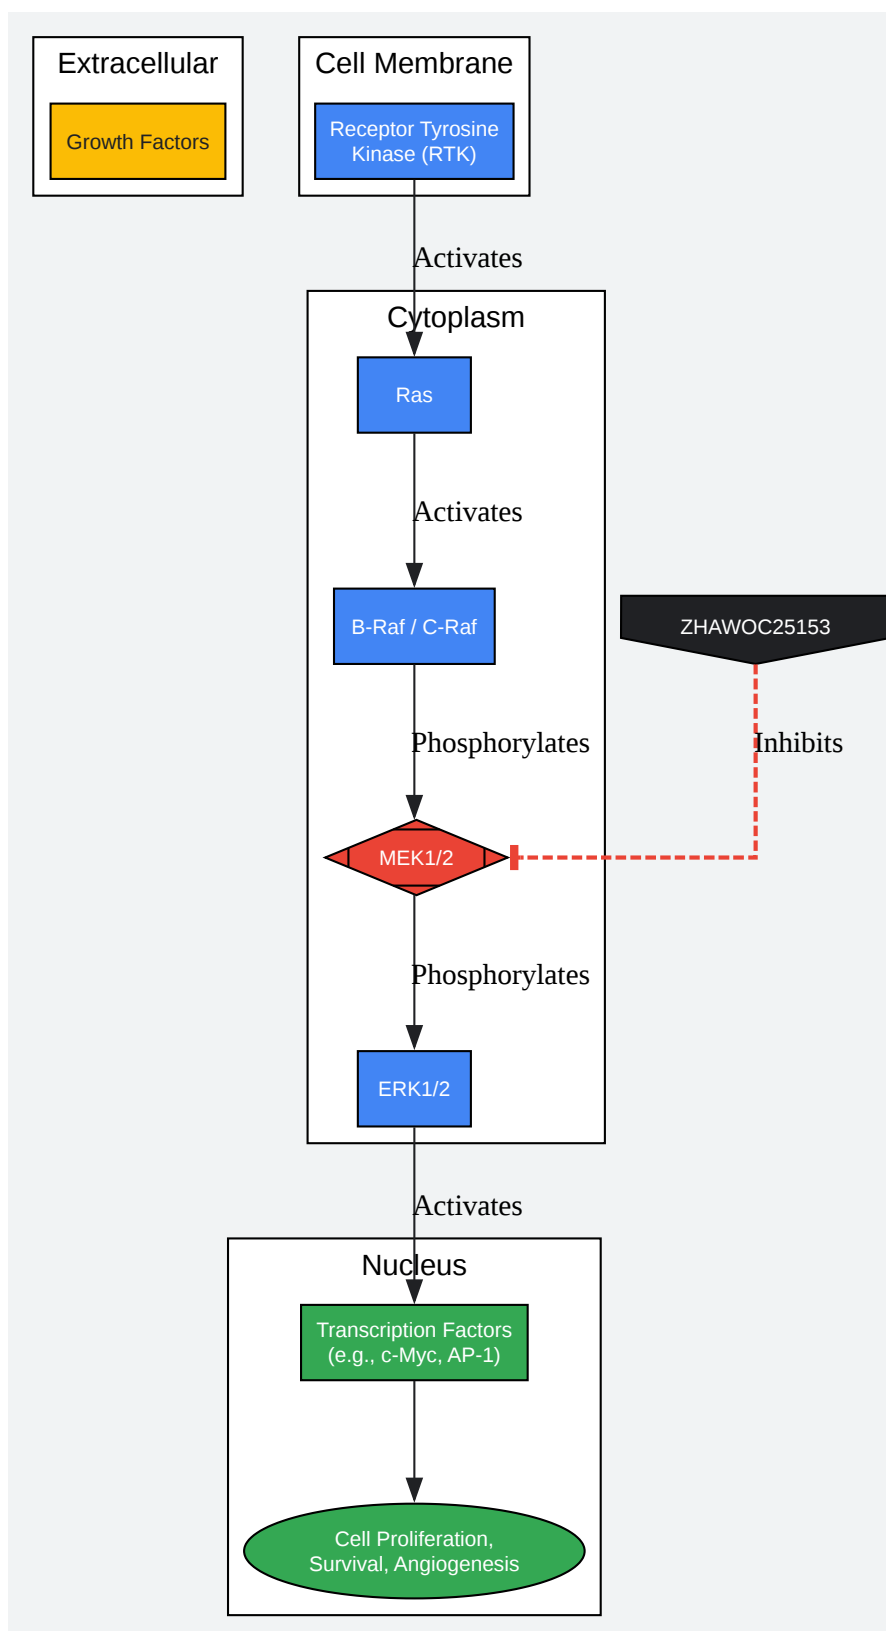 Extracellular
Growth Factors
Cell Membrane
Receptor Tyrosine
Kinase (RTK)
Activates
Cytoplasm
Ras
Activates
B-Raf / C-Raf
ZHAWOC25153
Phosphorylates
Inhibits
MEK1/2
Phosphorylates
ERK1/2
Activates
Nucleus
Transcription Factors
(e.g., c-Myc, AP-1)
Cell Proliferation,
Survival, Angiogenesis